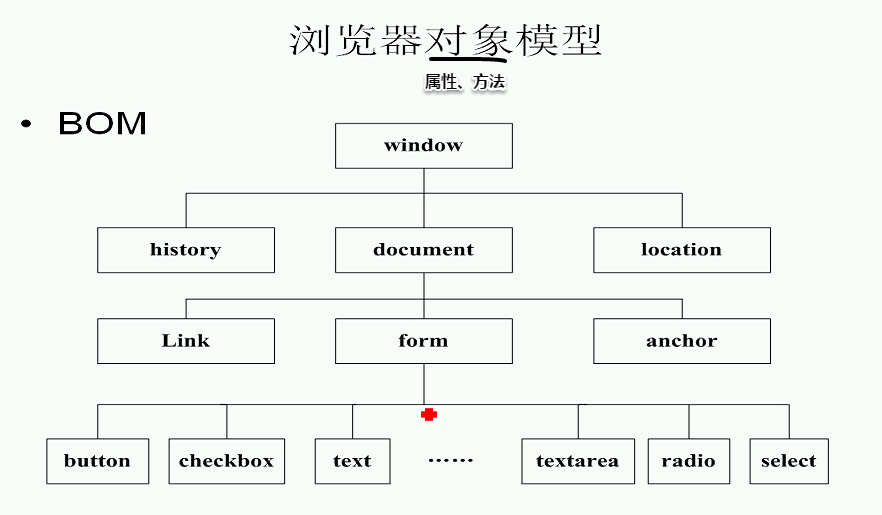 浏览器对象模型
属性、方法
• BOM
window
history document location
Link form anchor
button checkbox text …… textarea radio select